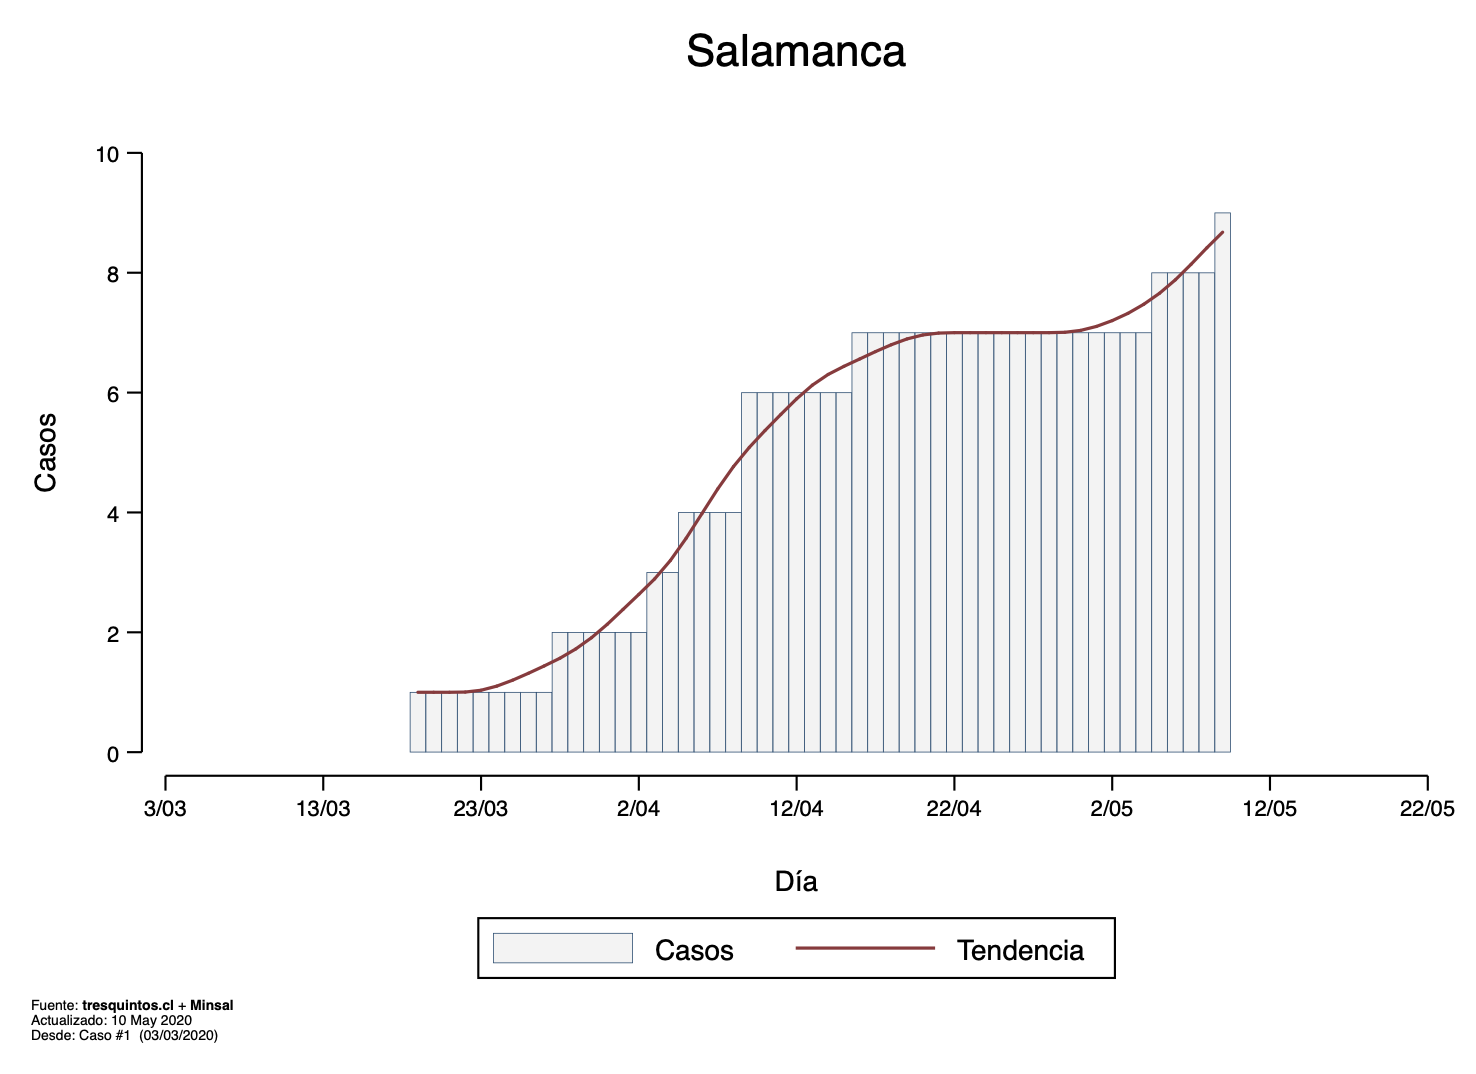 Salamanca
10
8
6
4
2
0
Casos
3/03 13/03 23/03 2/04 12/04 22/04 2/05 12/05 22/05
Día
Casos Tendencia
Fuente: tresquintos.cl + Minsal
Actualizado: 10 May 2020
Desde: Caso #1 (03/03/2020)